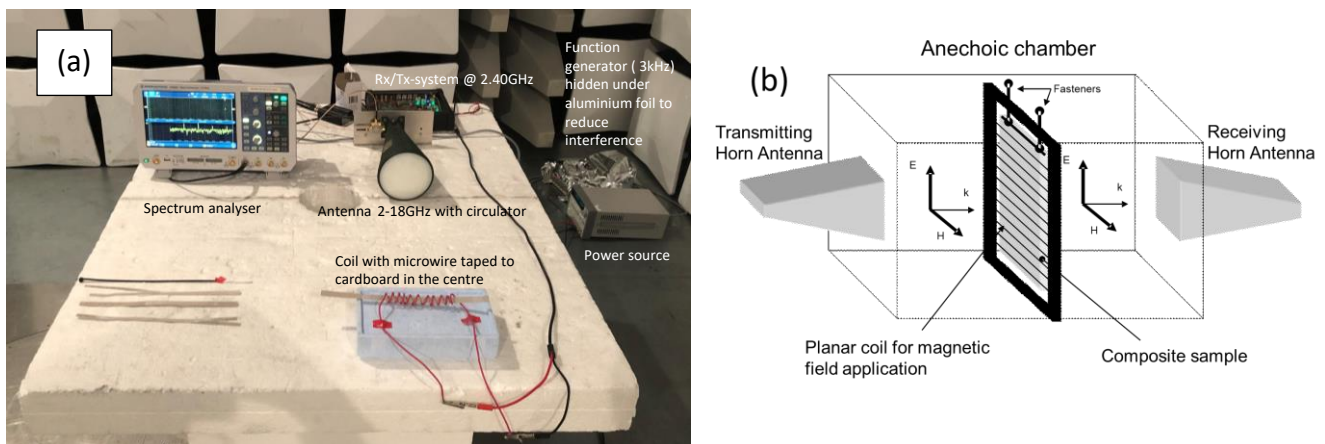 (a)
Function
generator ( 3kHz)
hidden under
aluminium foil to
reduce
interference
Rx/Tx-system @ 2.40GHz
Spectrum analyser
Antenna 2-18GHz with circulator
Power source
Coil with microwire taped to
cardboard in the centre
(b)
Anechoic chamber
Fasteners
Transmitting
Horn Antenna
Receiving
Horn Antenna
E
k
H
E
k
H
Planar coil for magnetic
field application
Composite sample